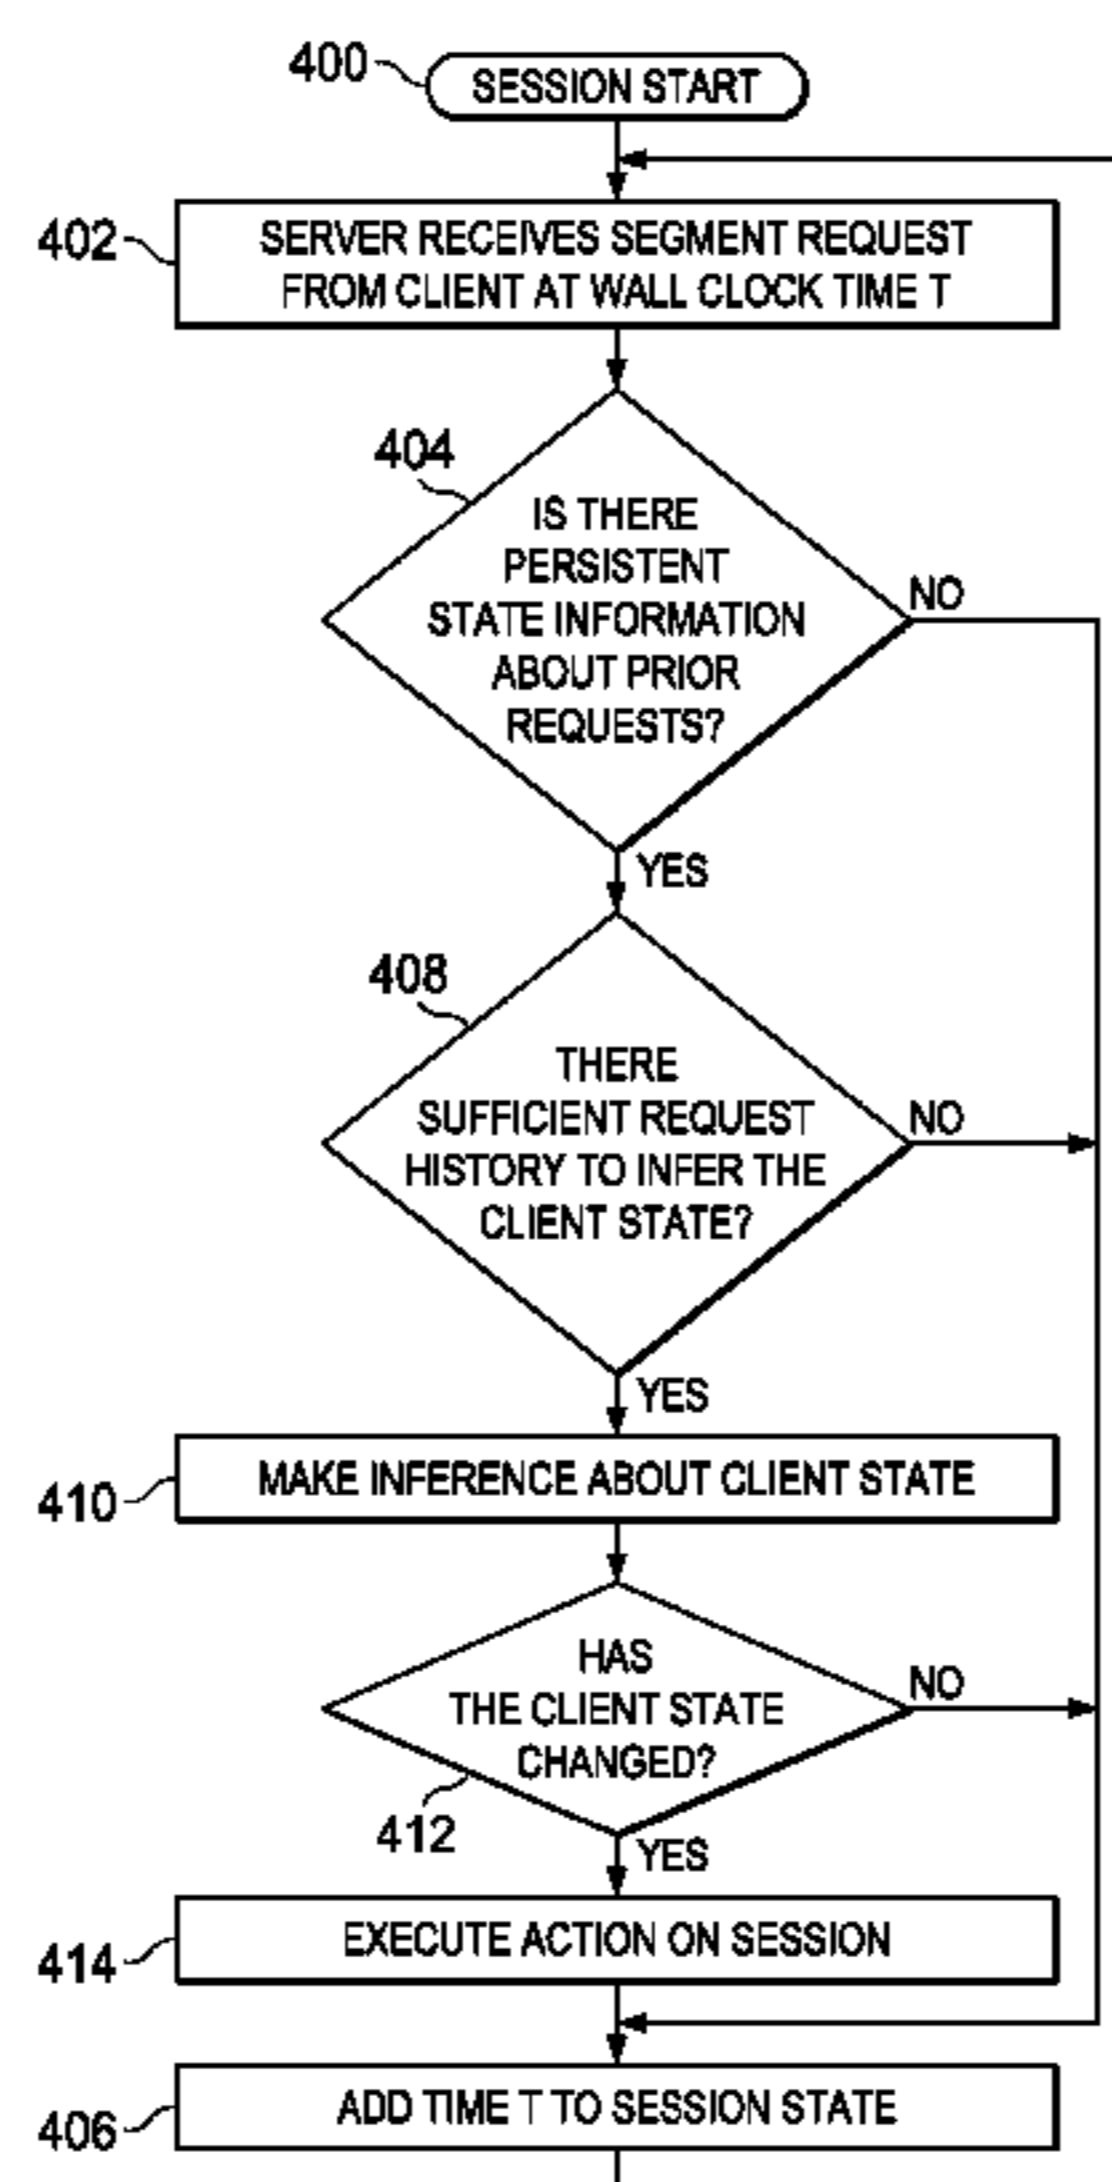 400
SESSION START
402
SERVER RECEIVES SEGMENT REQUEST
FROM CLIENT AT WALL CLOCK TIME T
404
IS THERE
PERSISTENT
STATE INFORMATION
ABOUT PRIOR
REQUESTS?
NO
YES
408
THERE
SUFFICIENT REQUEST
HISTORY TO INFER THE
CLIENT STATE?
NO
YES
410
MAKE INFERENCE ABOUT CLIENT STATE
HAS
THE CLIENT STATE
CHANGED?
NO
412
YES
414
EXECUTE ACTION ON SESSION
406
ADD TIME T TO SESSION STATE